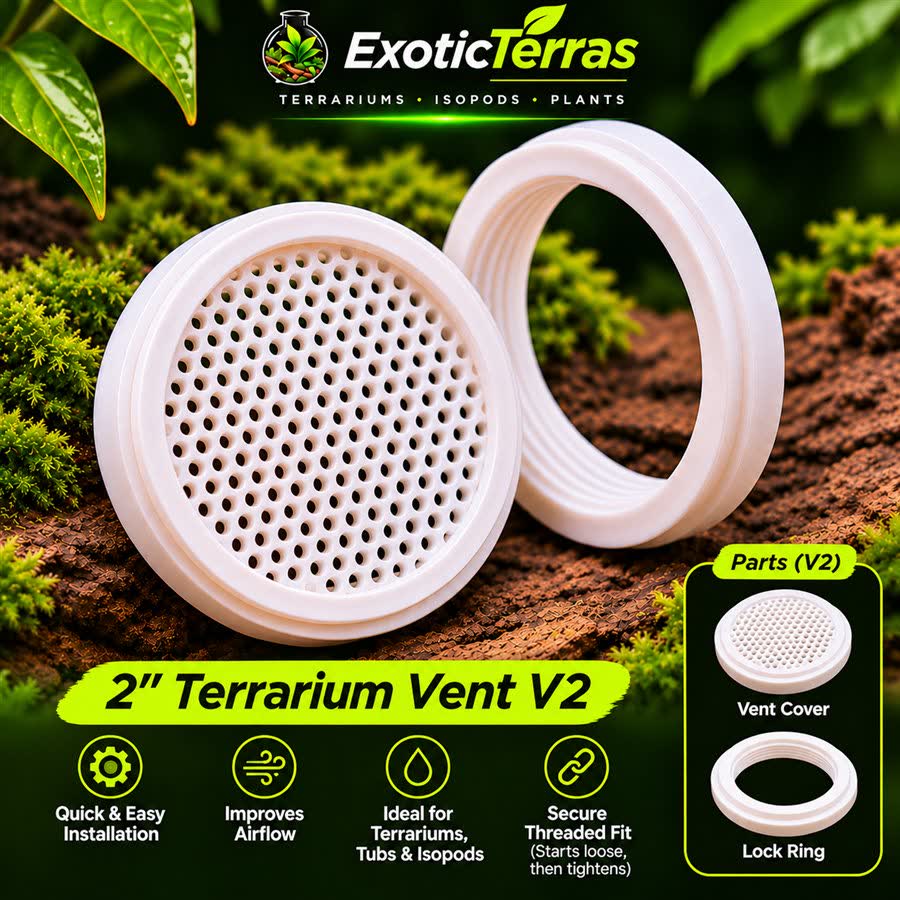 ExoticTerras
TERRARIUMS • ISOPODS • PLANTS
2" Terrarium Vent V2
Quick & Easy
Installation
Improves
Airflow
Ideal for
Terrariums,
Tubs & Isopods
Secure
Threaded Fit
(Starts loose,
then tightens)
Parts (V2)
Vent Cover
Lock Ring